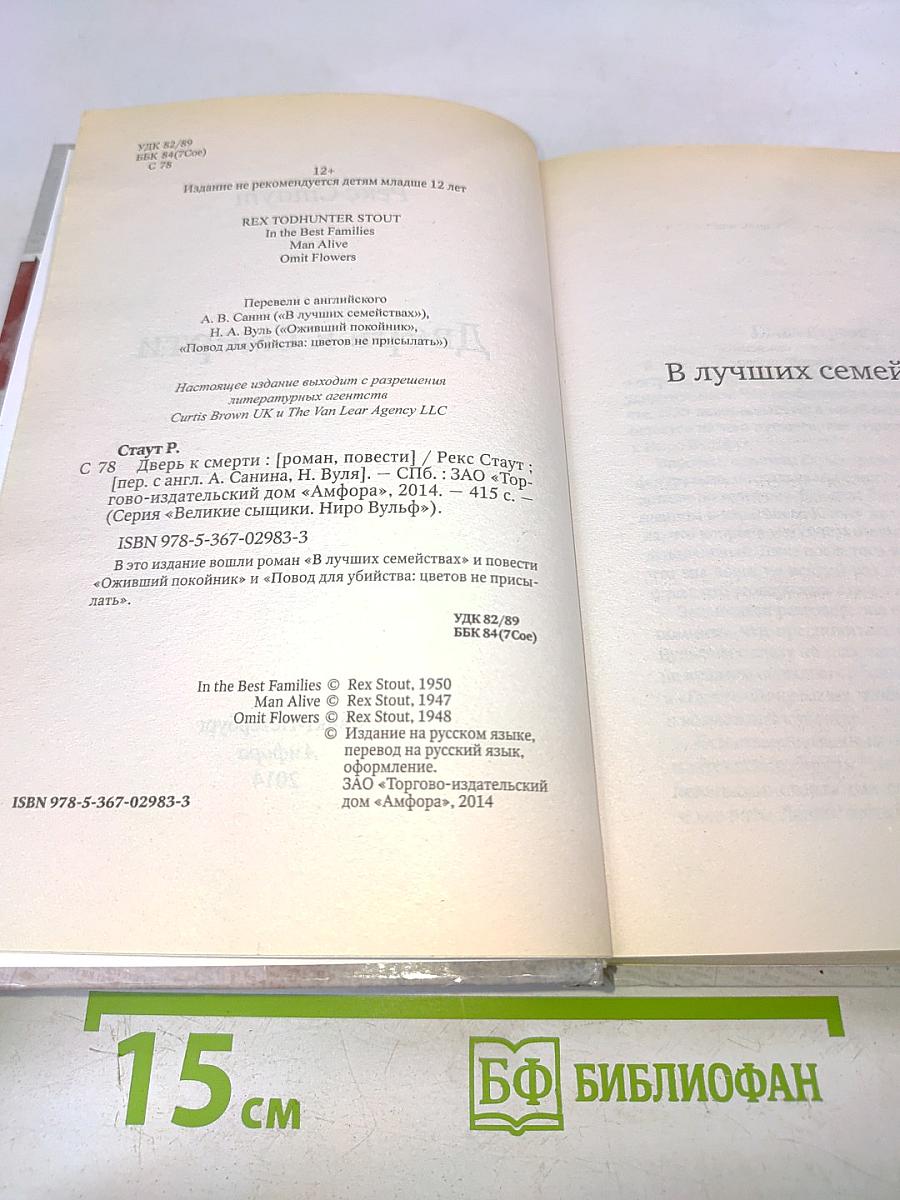 УДК 82/89
ББК 84(7Сое)
С 78
12+
Издание не рекомендуется детям младше 12 лет
REX TODHUNTER STOUT
In the Best Families
Man Alive
Omit Flowers
Перевели с английского
А. В. Санин («В лучших семействах»),
Н. А. Вуль («Оживший покойник»,
«Повод для убийства: цветов не присылать»)
Настоящее издание выходит с разрешения
литературных агентств
Curtis Brown UK и The Van Lear Agency LLC
Стаут Р.
С 78 Дверь к смерти : [роман, повести] / Рекс Стаут ;
[пер. с англ. А. Санина, Н. Вуля]. — СПб. : ЗАО «Тор-
гово-издательский дом «Амфора», 2014. — 415 с. —
(Серия «Великие сыщики. Ниро Вульф»).
ISBN 978-5-367-02983-3
В это издание вошли роман «В лучших семействах» и повести
«Оживший покойник» и «Повод для убийства: цветов не присы-
лать».
УДК 82/89
ББК 84(7Сое)
In the Best Families © Rex Stout, 1950
Man Alive © Rex Stout, 1947
Omit Flowers © Rex Stout, 1948
© Издание на русском языке,
перевод на русский язык,
оформление.
ЗАО «Торгово-издательский
дом «Амфора», 2014
ISBN 978-5-367-02983-3
В лучших семей
15 см
БФ БИБЛИОФАН